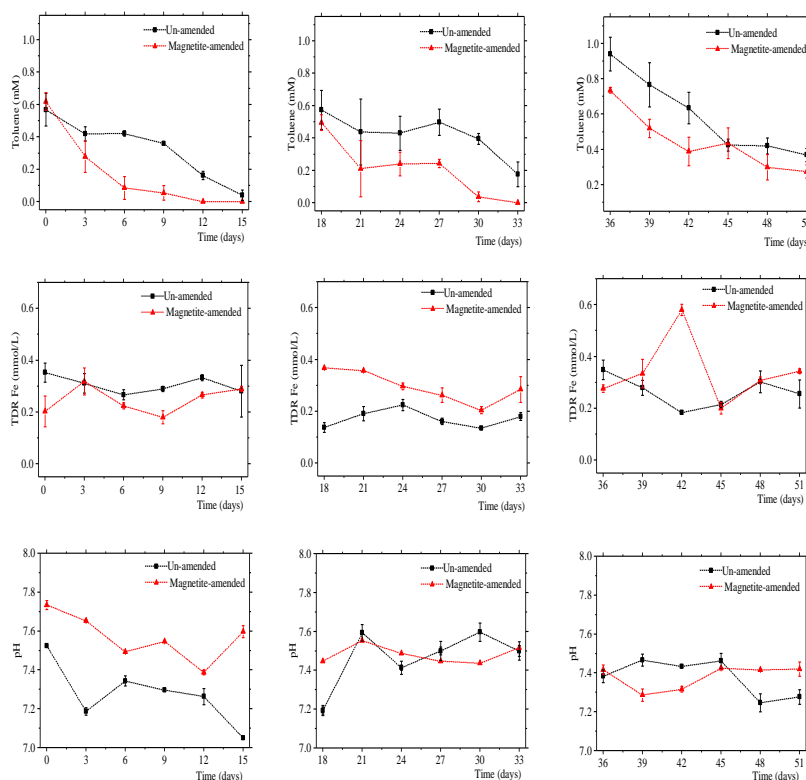 Un-amended
Magnetite-amended
Toluene (mM)
1.0
0.8
0.6
0.4
0.2
0.0
0 3 6 9 12 15
Time (days)
Un-amended
Magnetite-amended
Toluene (mM)
1.0
0.8
0.6
0.4
0.2
0.0
18 21 24 27 30 33
Time (days)
Un-amended
Magnetite-amended
Toluene (mM)
1.0
0.8
0.6
0.4
0.2
36 39 42 45 48
Time (days)
Un-amended
Magnetite-amended
TDR Fe (mmol/L)
0.6
0.4
0.2
0.0
0 3 6 9 12 15
Time (days)
Un-amended
Magnetite-amended
TDR Fe (mmol/L)
0.6
0.4
0.2
0.0
18 21 24 27 30 33
Time (days)
Un-amended
Magnetite-amended
TDR Fe (mmol/L)
0.6
0.4
0.2
0.0
36 39 42 45 48 51
Time (days)
Un-amended
Magnetite-amended
pH
8.0
7.8
7.6
7.4
7.2
7.0
0 3 6 9 12 15
Time (days)
Un-amended
Magnetite-amended
pH
8.0
7.8
7.6
7.4
7.2
7.0
18 21 24 27 30 33
Time (days)
Un-amended
Magnetite-amended
pH
8.0
7.8
7.6
7.4
7.2
7.0
36 39 42 45 48 51
Time (days)